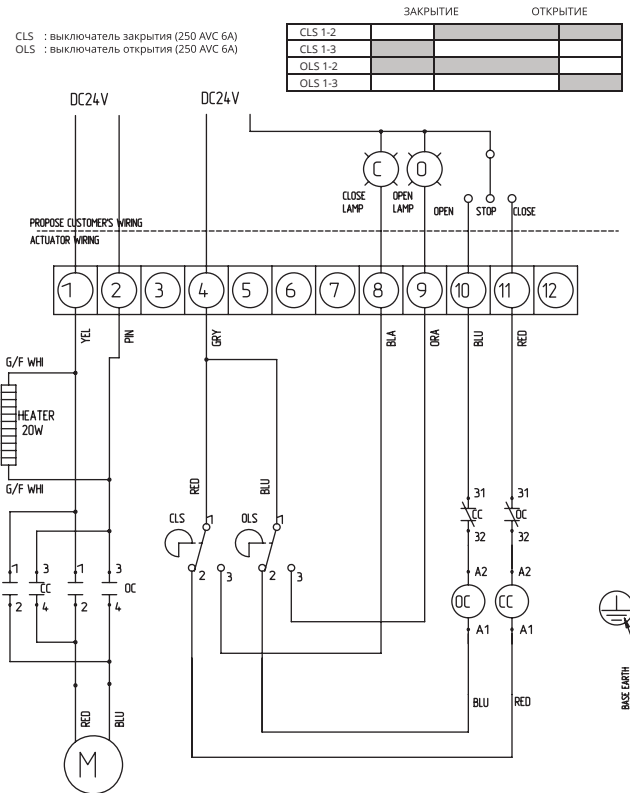 ЗАКРЫТИЕ ОТКРЫТИЕ
CLS : выключатель закрытия (250 AVC 6A)
OLS : выключатель открытия (250 AVC 6A)
CLS 1-2
CLS 1-3
OLS 1-2
OLS 1-3
DC24V DC24V
C O
CLOSE LAMP
OPEN LAMP
OPEN STOP CLOSE
PROPOSE CUSTOMER'S WIRING
ACTUATOR WIRING
1 2 3 4 5 6 7 8 9 10 11 12
YEL PIN GRY BLA ORA BLU RED
G/F WHI
HEATER
20W
G/F WHI
RED BLU
CLS 1 OLS 1
2 3 2 3
31 31
CC OC
32 32
1 3 1 3
CC OC
2 4 2 4
A2 A2
OC CC
A1 A1
BLU RED
BASE EARTH
RED BLU
M